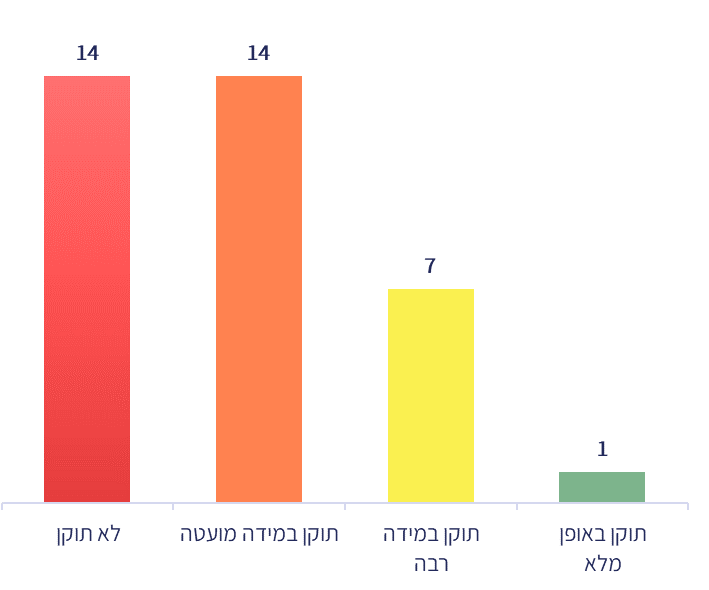 14
14
7
1
לא תוקן
תוקן במידה מועטה
תוקן במידה
רבה
תוקן באופן
מלא